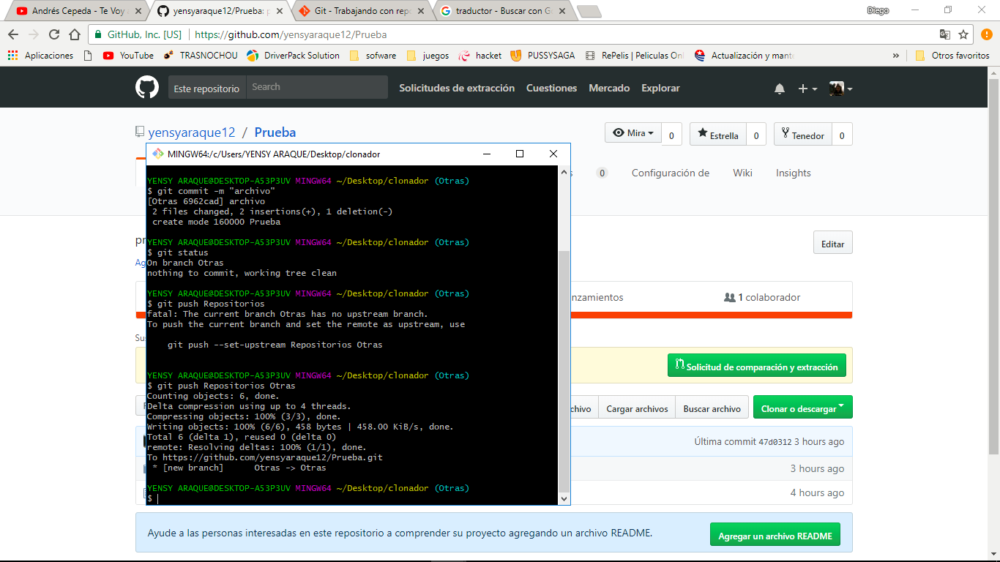 Andrés Cepeda - Te Voy
yensyaraque12/Prueba: p
Git - Trabajando con repo
traductor - Buscar con G
Diego
GitHub, Inc. [US]
https://github.com/yensyaraque12/Prueba
Aplicaciones
YouTube
TRASNOCHOU
DriverPack Solution
sofware
juegos
hacket
PUSSYSAGA
RePelis | Peliculas Onl
Actualización y mante
»
Otros favoritos
Este repositorio
Search
Solicitudes de extracción
Cuestiones
Mercado
Explorar
yensyaraque12 / Prueba
Mira
0
Estrella
0
Tenedor
0
s
0
Configuración de
Wiki
Insights
MINGW64:/c/Users/YENSY ARAQUE/Desktop/clonador
YENSY ARAQUE@DESKTOP-A53P3UV MINGW64 ~/Desktop/clonador (Otras)
$ git commit -m "archivo"
[Otras 6962cad] archivo
2 files changed, 2 insertions(+), 1 deletion(-)
create mode 160000 Prueba
YENSY ARAQUE@DESKTOP-A53P3UV MINGW64 ~/Desktop/clonador (Otras)
$ git status
On branch Otras
nothing to commit, working tree clean
YENSY ARAQUE@DESKTOP-A53P3UV MINGW64 ~/Desktop/clonador (Otras)
$ git push Repositorios
fatal: The current branch Otras has no upstream branch.
To push the current branch and set the remote as upstream, use
git push --set-upstream Repositorios Otras
YENSY ARAQUE@DESKTOP-A53P3UV MINGW64 ~/Desktop/clonador (Otras)
$ git push Repositorios Otras
Counting objects: 6, done.
Delta compression using up to 4 threads.
Compressing objects: 100% (3/3), done.
Writing objects: 100% (6/6), 458 bytes | 458.00 KiB/s, done.
Total 6 (delta 1), reused 0 (delta 0)
remote: Resolving deltas: 100% (1/1), done.
To https://github.com/yensyaraque12/Prueba.git
* [new branch]      Otras -> Otras
YENSY ARAQUE@DESKTOP-A53P3UV MINGW64 ~/Desktop/clonador (Otras)
$
pr
Editar
Ag
nzamientos
1 colaborador
Su
Solicitud de comparación y extracción
chivo
Cargar archivos
Buscar archivo
Clonar o descargar
Última commit 47d0312 3 hours ago
3 hours ago
4 hours ago
Ayude a las personas interesadas en este repositorio a comprender su proyecto agregando un archivo README.
Agregar un archivo README